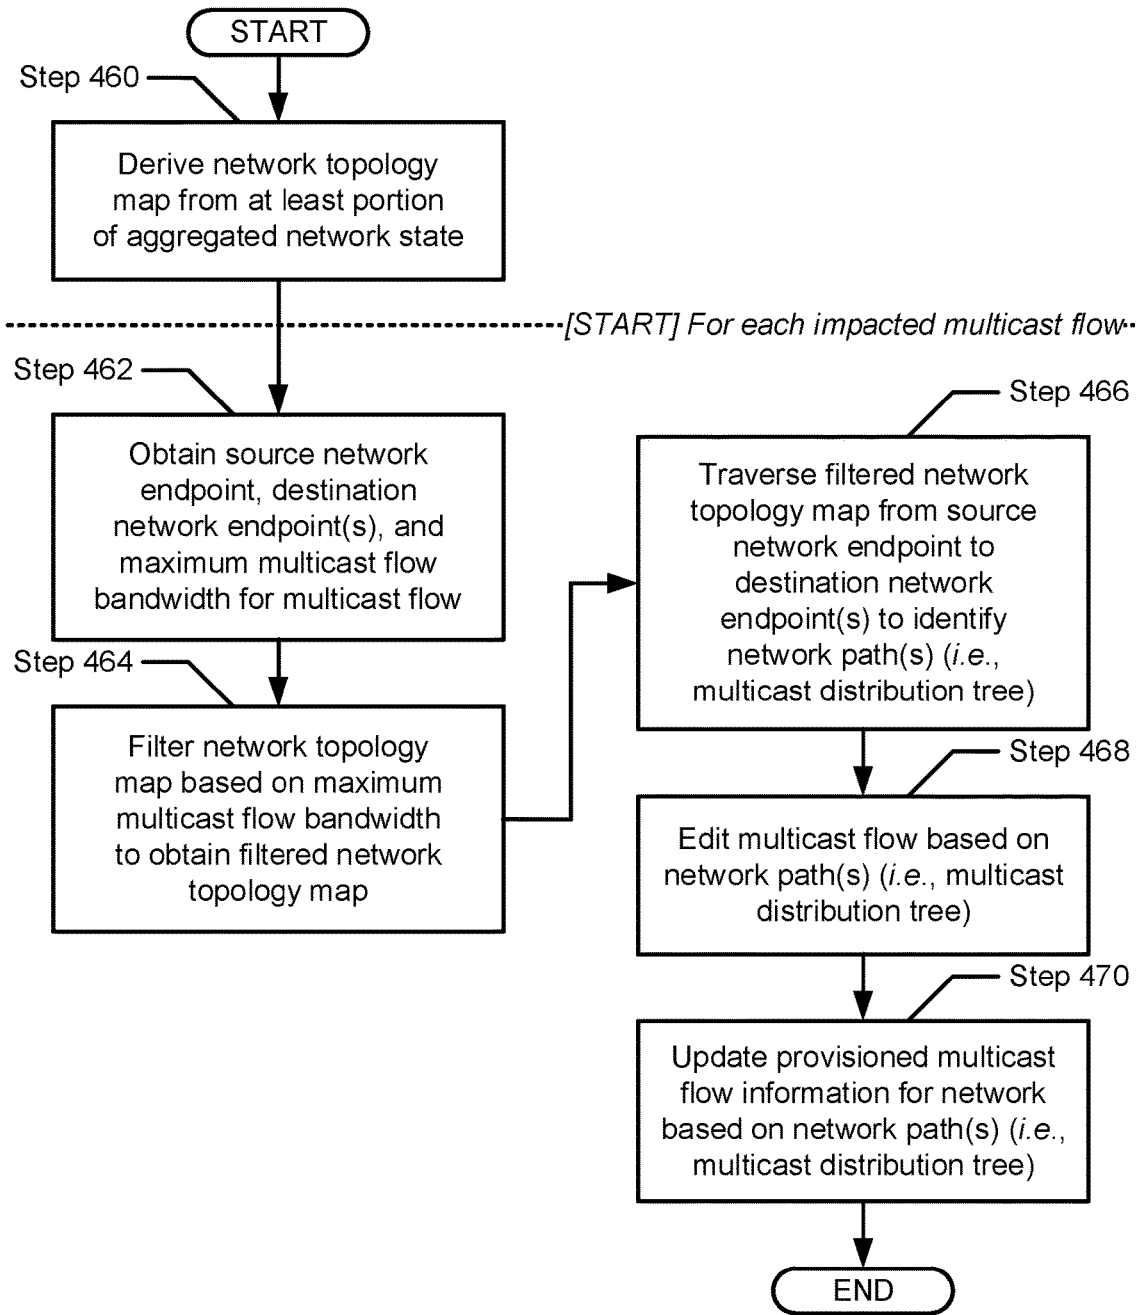 START
Step 460
Derive network topology
map from at least portion
of aggregated network state
[START] For each impacted multicast flow
Step 462
Obtain source network
endpoint, destination
network endpoint(s), and
maximum multicast flow
bandwidth for multicast flow
Step 464
Filter network topology
map based on maximum
multicast flow bandwidth
to obtain filtered network
topology map
Step 466
Traverse filtered network
topology map from source
network endpoint to
destination network
endpoint(s) to identify
network path(s) (i.e.,
multicast distribution tree)
Step 468
Edit multicast flow based on
network path(s) (i.e., multicast
distribution tree)
Step 470
Update provisioned multicast
flow information for network
based on network path(s) (i.e.,
multicast distribution tree)
END